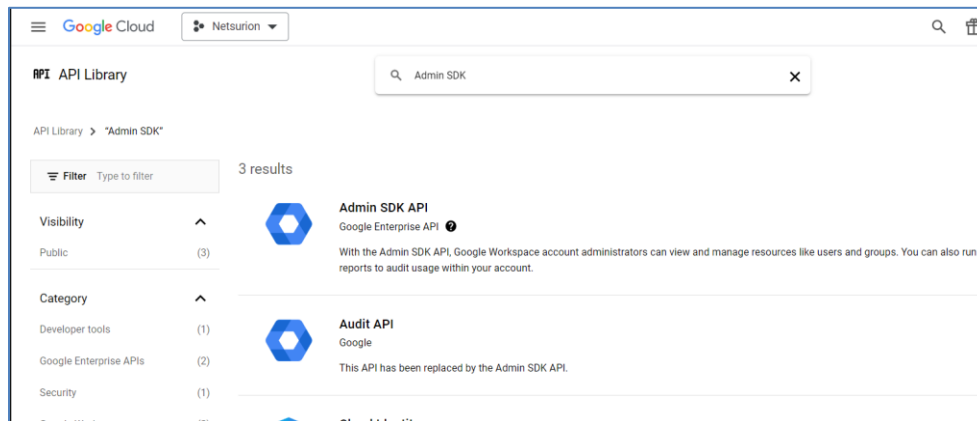 Google Cloud
Netsurion
API API Library
Admin SDK
API Library > "Admin SDK"
Filter Type to filter
3 results
Visibility
Public (3)
Category
Developer tools (1)
Google Enterprise APIs (2)
Security (1)
Admin SDK API
Google Enterprise API
With the Admin SDK API, Google Workspace account administrators can view and manage resources like users and groups. You can also run
reports to audit usage within your account.
Audit API
Google
This API has been replaced by the Admin SDK API.